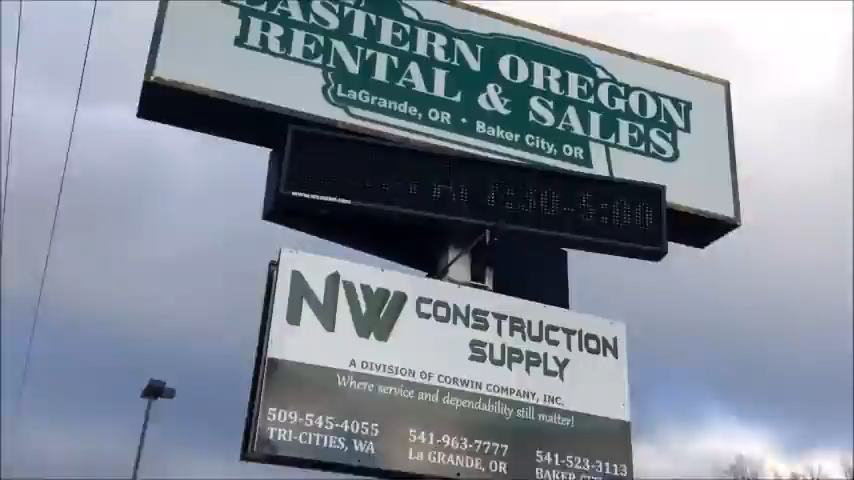 EASTERN OREGON
RENTAL & SALES
LaGrande, OR • Baker City, OR
7:30-5:00
NW CONSTRUCTION
SUPPLY
A DIVISION OF CORWIN COMPANY, INC.
Where service and dependability still matter!
509-545-4055 541-963-7777 541-523-3113
TRI-CITIES, WA La GRANDE, OR BAKER CITY